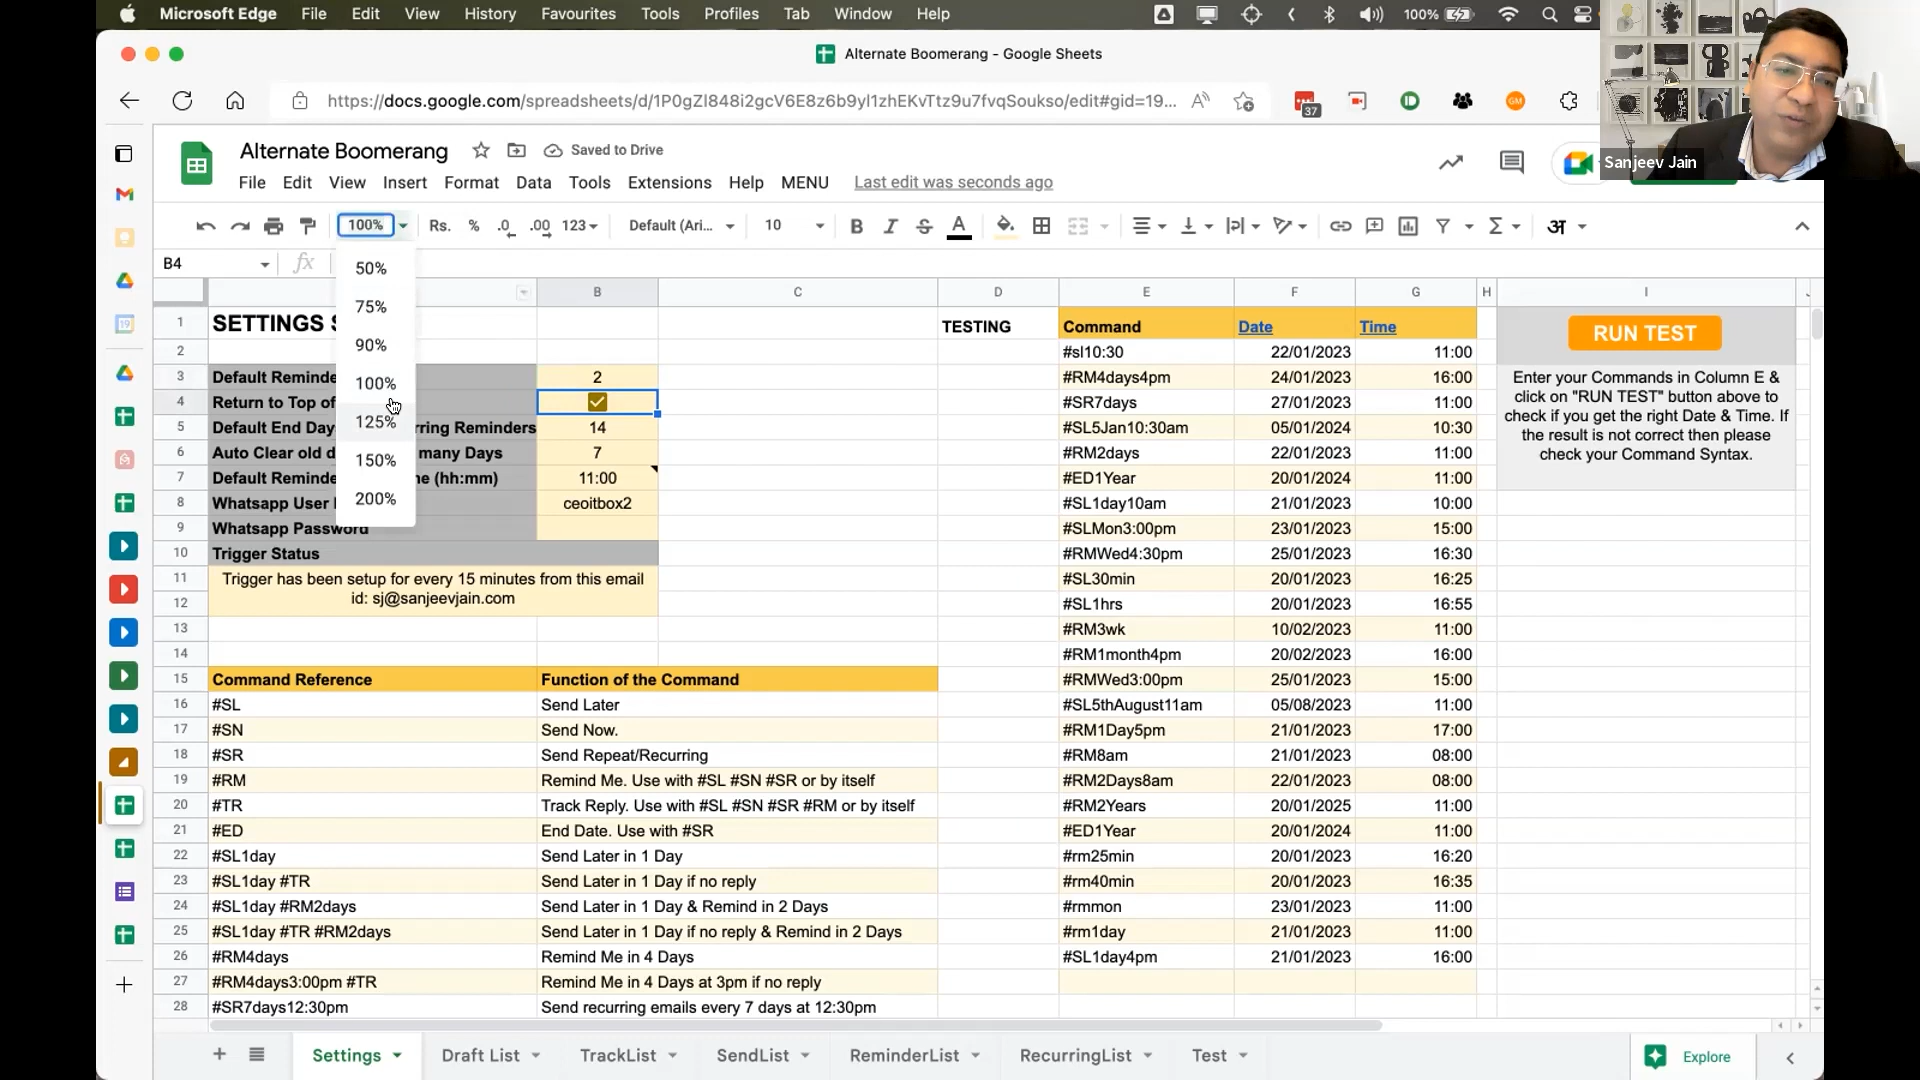 Microsoft Edge File Edit View History Favourites Tools Profiles Tab Window Help 100%
Alternate Boomerang - Google Sheets
https://docs.google.com/spreadsheets/d/1P0gZl848i2gcV6E8z6b9yl1zhEKvTtz9u7fvqSoukso/edit#gid=19... 37 GM
Sanjeev Jain
Alternate Boomerang Saved to Drive
File Edit View Insert Format Data Tools Extensions Help MENU Last edit was seconds ago
100% Rs. % .0 .00 123 Default (Ari... 10 B I S A अ
B4 fx
50%
75%
90%
100%
125%
150%
200%
B C D E F G H I
1 SETTINGS S TESTING Command Date Time RUN TEST
2 #sl10:30 22/01/2023 11:00
3 Default Reminde 2 #RM4days4pm 24/01/2023 16:00
4 Return to Top of #SR7days 27/01/2023 11:00
5 Default End Day rring Reminders 14 #SL5Jan10:30am 05/01/2024 10:30
6 Auto Clear old d many Days 7 #RM2days 22/01/2023 11:00
7 Default Reminde ne (hh:mm) 11:00 #ED1Year 20/01/2024 11:00
8 Whatsapp User ceoitbox2 #SL1day10am 21/01/2023 10:00
9 Whatsapp Password #SLMon3:00pm 23/01/2023 15:00
10 Trigger Status #RMWed4:30pm 25/01/2023 16:30
11 Trigger has been setup for every 15 minutes from this email #SL30min 20/01/2023 16:25
12 id: sj@sanjeevjain.com #SL1hrs 20/01/2023 16:55
13 #RM3wk 10/02/2023 11:00
14 #RM1month4pm 20/02/2023 16:00
15 Command Reference Function of the Command #RMWed3:00pm 25/01/2023 15:00
16 #SL Send Later #SL5thAugust11am 05/08/2023 11:00
17 #SN Send Now. #RM1Day5pm 21/01/2023 17:00
18 #SR Send Repeat/Recurring #RM8am 21/01/2023 08:00
19 #RM Remind Me. Use with #SL #SN #SR or by itself #RM2Days8am 22/01/2023 08:00
20 #TR Track Reply. Use with #SL #SN #SR #RM or by itself #RM2Years 20/01/2025 11:00
21 #ED End Date. Use with #SR #ED1Year 20/01/2024 11:00
22 #SL1day Send Later in 1 Day #rm25min 20/01/2023 16:20
23 #SL1day #TR Send Later in 1 Day if no reply #rm40min 20/01/2023 16:35
24 #SL1day #RM2days Send Later in 1 Day & Remind in 2 Days #rmmon 23/01/2023 11:00
25 #SL1day #TR #RM2days Send Later in 1 Day if no reply & Remind in 2 Days #rm1day 21/01/2023 11:00
26 #RM4days Remind Me in 4 Days #SL1day4pm 21/01/2023 16:00
27 #RM4days3:00pm #TR Remind Me in 4 Days at 3pm if no reply
28 #SR7days12:30pm Send recurring emails every 7 days at 12:30pm
Enter your Commands in Column E &
click on "RUN TEST" button above to
check if you get the right Date & Time. If
the result is not correct then please
check your Command Syntax.
Settings Draft List TrackList SendList ReminderList RecurringList Test Explore